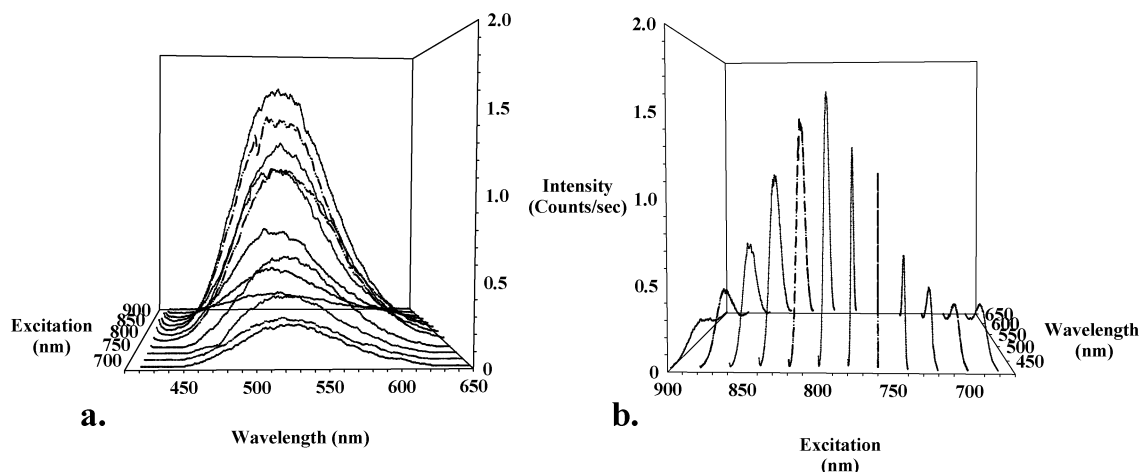 2.0
1.5
1.0
0.5
0
Intensity
(Counts/sec)
900
850
800
750
700
Excitation
(nm)
450
500
550
600
650
Wavelength (nm)
a.
2.0
1.5
1.0
0.5
0
900
850
800
750
700
Excitation
(nm)
650
600
550
500
450
Wavelength
(nm)
b.